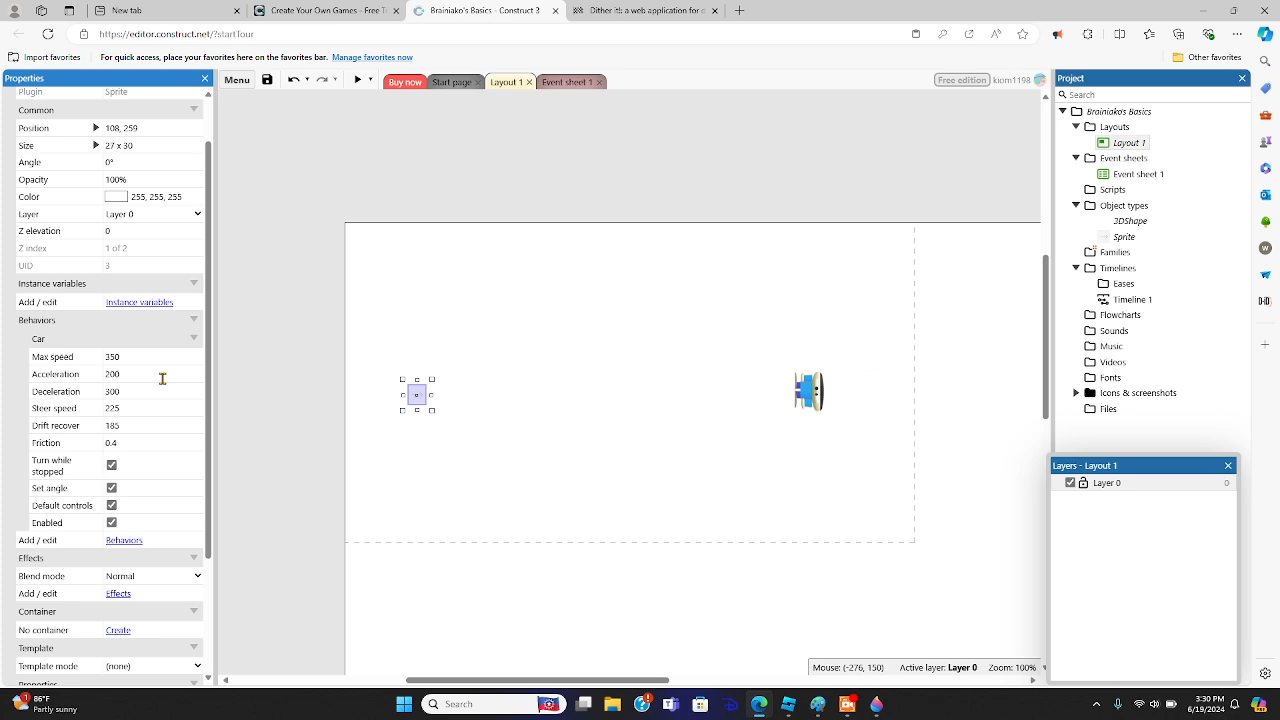 New tab
Create Your Own Games - Free T
Brainiako's Basics - Construct 3
Dither it!: a web application for c
https://editor.construct.net/?startTour
Import favorites
For quick access, place your favorites here on the favorites bar. Manage favorites now
Other favorites
Properties
Menu
Buy now
Start page
Layout 1
Event sheet 1
Free edition
kiom1198
Project
Plugin Sprite
Common
Position 108, 259
Size 27 x 30
Angle 0°
Opacity 100%
Color 255, 255, 255
Layer Layer 0
Z elevation 0
Z index 1 of 2
UID 3
Instance variables
Add / edit Instance variables
Behaviors
Car
Max speed 350
Acceleration 200
Deceleration 300
Steer speed 225
Drift recover 185
Friction 0.4
Turn while
stopped
Set angle
Default controls
Enabled
Add / edit Behaviors
Effects
Blend mode Normal
Add / edit Effects
Container
No container Create
Template
Template mode (none)
Properties
Search
Brainiako's Basics
Layouts
Layout 1
Event sheets
Event sheet 1
Scripts
Object types
3DShape
Sprite
Families
Timelines
Eases
Timeline 1
Flowcharts
Sounds
Music
Videos
Fonts
Icons & screenshots
Files
Layers - Layout 1
Layer 0 0
Mouse: (-276, 150) Active layer: Layer 0 Zoom: 100%
1
86°F
Partly sunny
Search
3:30 PM
6/19/2024